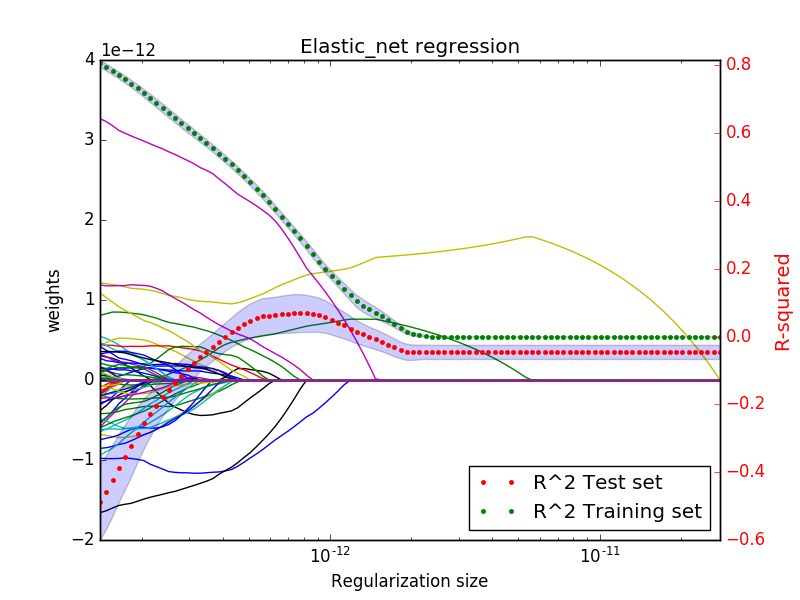 Elastic_net regression
1e−12
4
3
2
1
0
−1
−2
weights
0.8
0.6
0.4
0.2
0.0
−0.2
−0.4
−0.6
R-squared
R^2 Test set
R^2 Training set
10^-12
10^-11
Regularization size